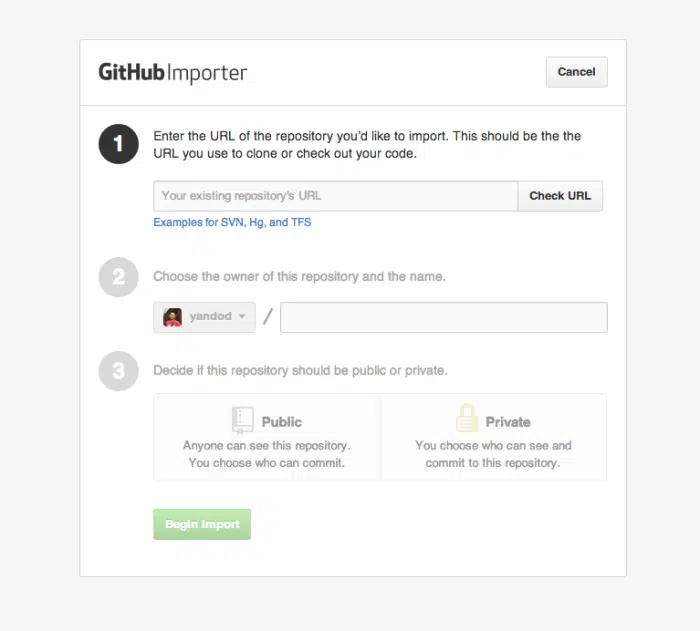 GitHub Importer
Cancel
1
Enter the URL of the repository you'd like to import. This should be the the
URL you use to clone or check out your code.
Your existing repository's URL
Check URL
Examples for SVN, Hg, and TFS
2
Choose the owner of this repository and the name.
yandod
/
3
Decide if this repository should be public or private.
Public
Anyone can see this repository.
You choose who can commit.
Private
You choose who can see and
commit to this repository.
Begin Import